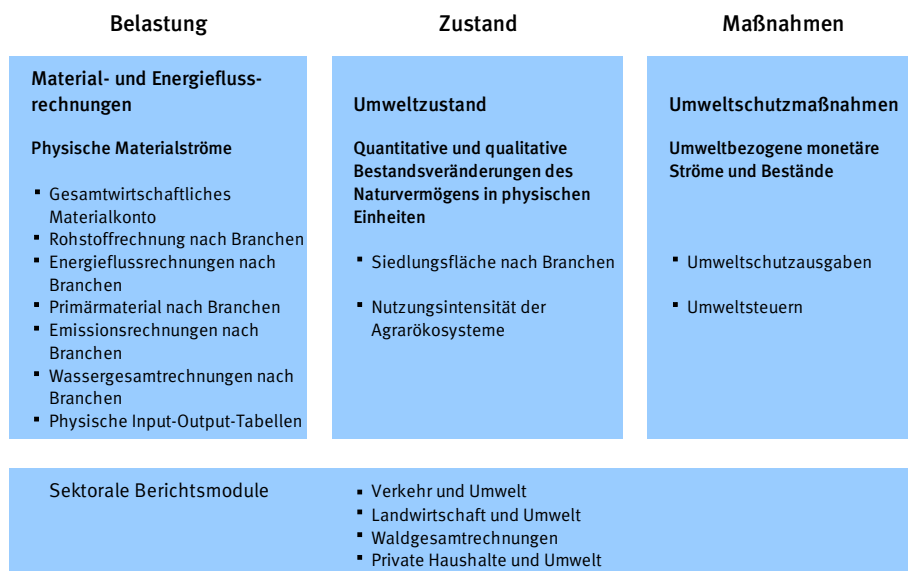 Belastung
Zustand
Maßnahmen
Material- und Energiefluss-
rechnungen
Physische Materialströme
▪ Gesamtwirtschaftliches
Materialkonto
▪ Rohstoffrechnung nach Branchen
▪ Energieflussrechnungen nach
Branchen
▪ Primärmaterial nach Branchen
▪ Emissionsrechnungen nach
Branchen
▪ Wassergesamtrechnungen nach
Branchen
▪ Physische Input-Output-Tabellen
Umweltzustand
Quantitative und qualitative
Bestandsveränderungen des
Naturvermögens in physischen
Einheiten
▪ Siedlungsfläche nach Branchen
▪ Nutzungsintensität der
Agrarökosysteme
Umweltschutzmaßnahmen
Umweltbezogene monetäre
Ströme und Bestände
▪ Umweltschutzausgaben
▪ Umweltsteuern
Sektorale Berichtsmodule
▪ Verkehr und Umwelt
▪ Landwirtschaft und Umwelt
▪ Waldgesamtrechnungen
▪ Private Haushalte und Umwelt